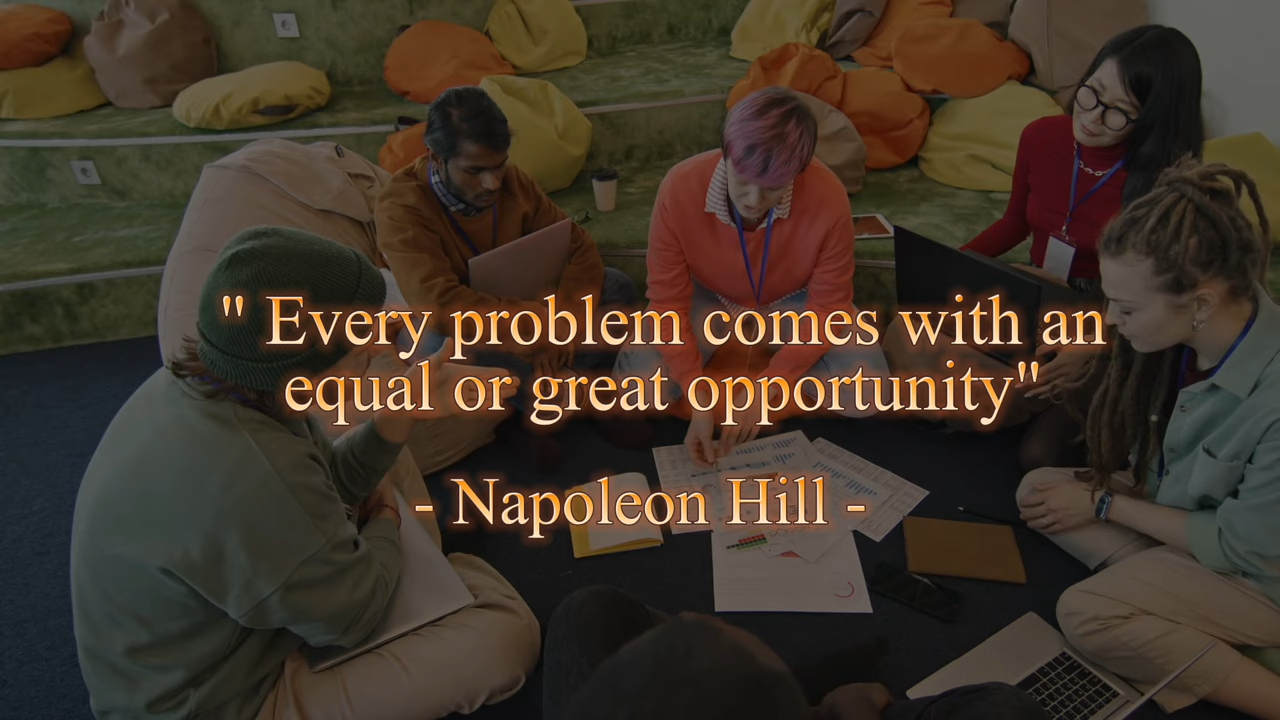 " Every problem comes with an
equal or great opportunity"
- Napoleon Hill -